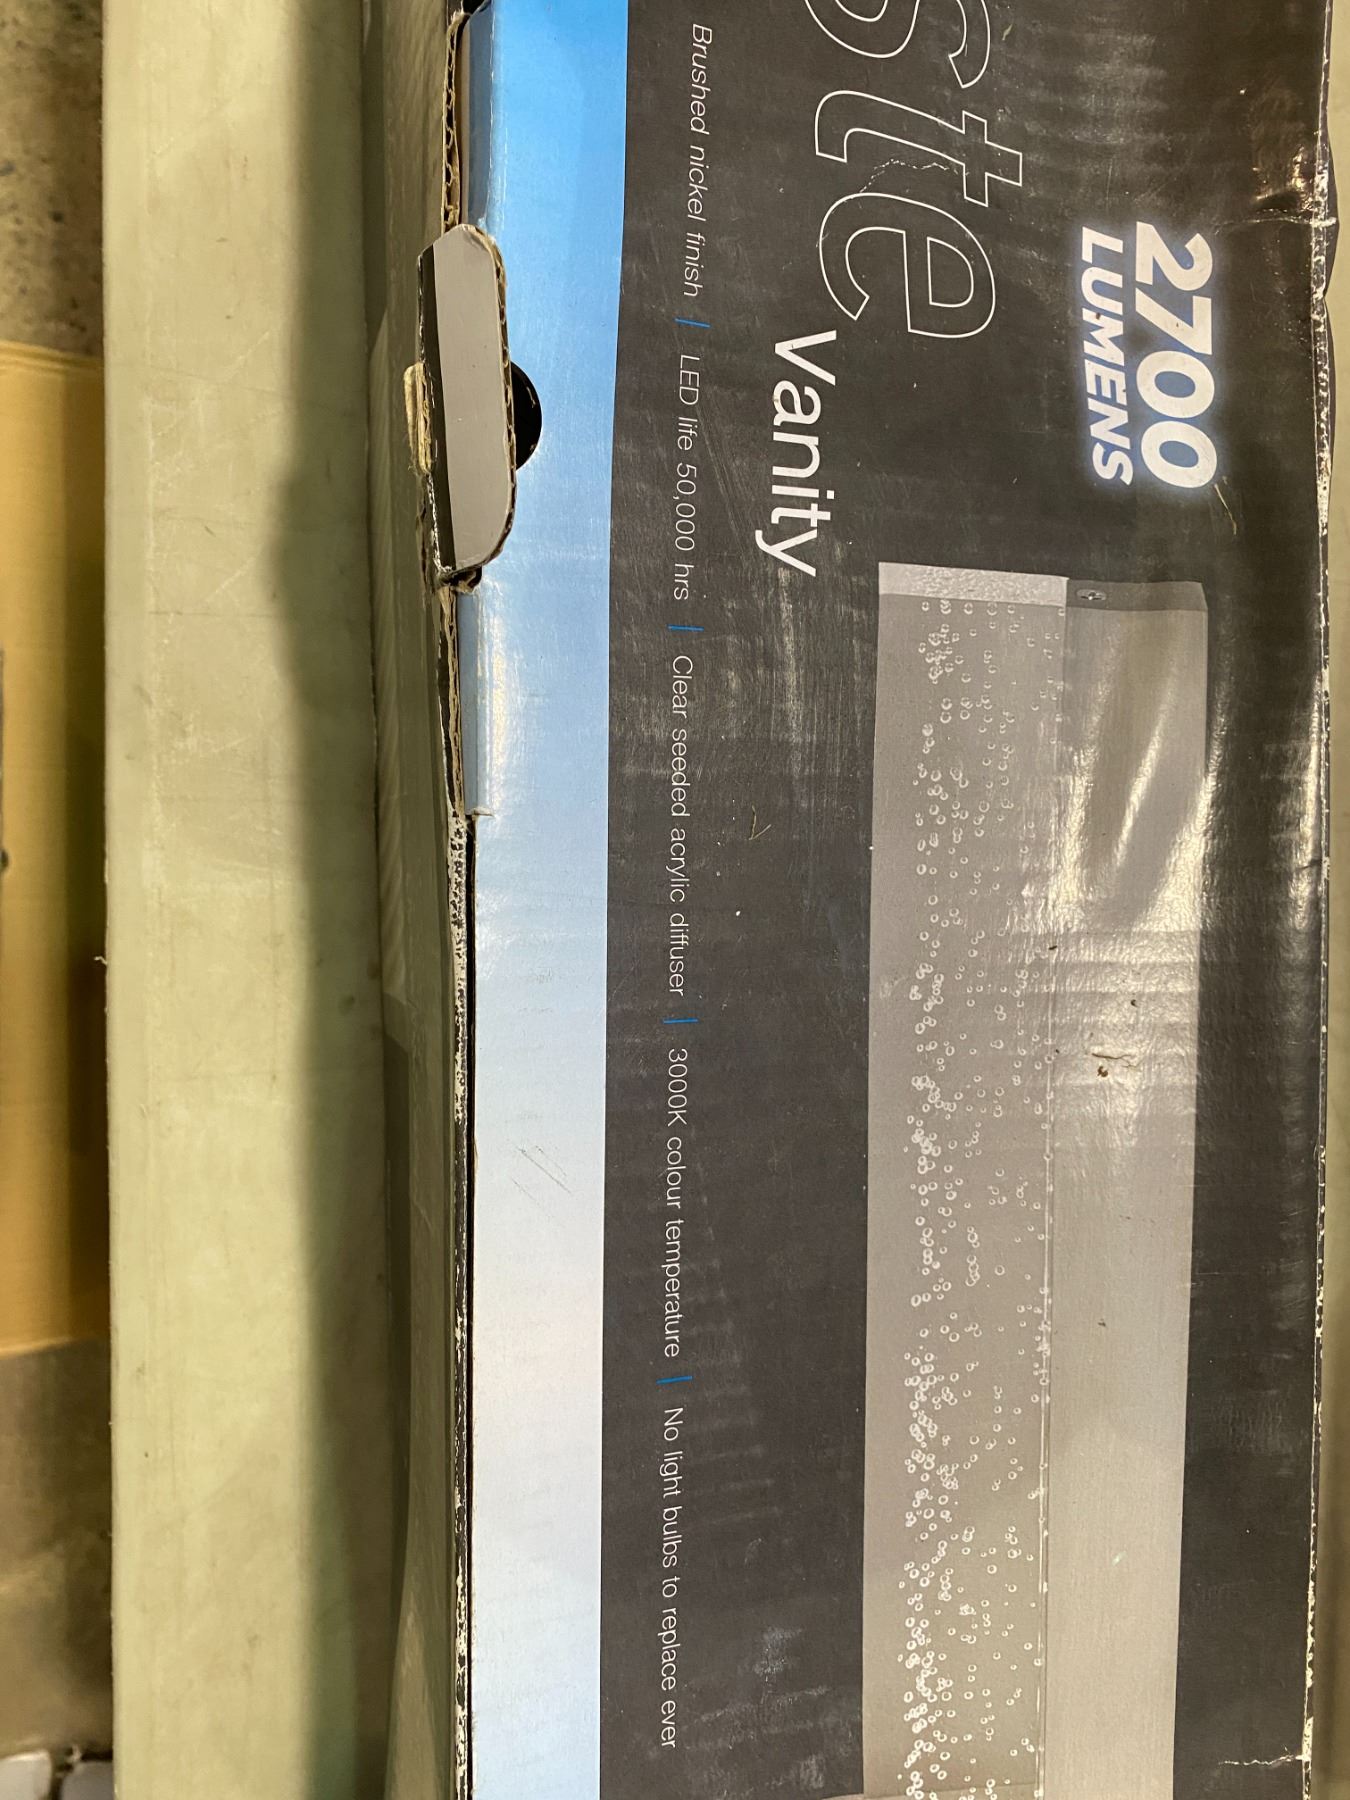 2700
LUMENS
ste
Vanity
Brushed nickel finish | LED life 50,000 hrs | Clear seeded acrylic diffuser | 3000K colour temperature | No light bulbs to replace ever